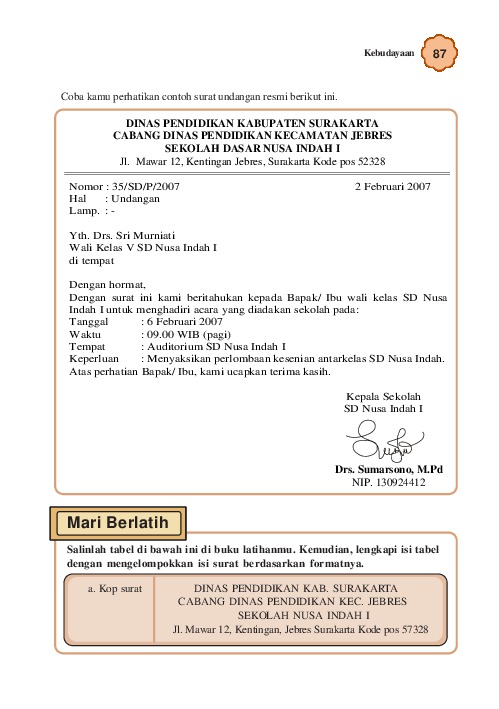 Kebudayaan 87
Coba kamu perhatikan contoh surat undangan resmi berikut ini.
DINAS PENDIDIKAN KABUPATEN SURAKARTA
CABANG DINAS PENDIDIKAN KECAMATAN JEBRES
SEKOLAH DASAR NUSA INDAH I
Jl. Mawar 12, Kentingan Jebres, Surakarta Kode pos 52328
Nomor : 35/SD/P/2007 2 Februari 2007
Hal : Undangan
Lamp. : -
Yth. Drs. Sri Murniati
Wali Kelas V SD Nusa Indah I
di tempat
Dengan hormat,
Dengan surat ini kami beritahukan kepada Bapak/ Ibu wali kelas SD Nusa
Indah I untuk menghadiri acara yang diadakan sekolah pada:
Tanggal : 6 Februari 2007
Waktu : 09.00 WIB (pagi)
Tempat : Auditorium SD Nusa Indah I
Keperluan : Menyaksikan perlombaan kesenian antarkelas SD Nusa Indah.
Atas perhatian Bapak/ Ibu, kami ucapkan terima kasih.
Kepala Sekolah
SD Nusa Indah I
Drs. Sumarsono, M.Pd
NIP. 130924412
Mari Berlatih
Salinlah tabel di bawah ini di buku latihanmu. Kemudian, lengkapi isi tabel
dengan mengelompokkan isi surat berdasarkan formatnya.
a. Kop surat DINAS PENDIDIKAN KAB. SURAKARTA
CABANG DINAS PENDIDIKAN KEC. JEBRES
SEKOLAH NUSA INDAH I
Jl. Mawar 12, Kentingan, Jebres Surakarta Kode pos 57328